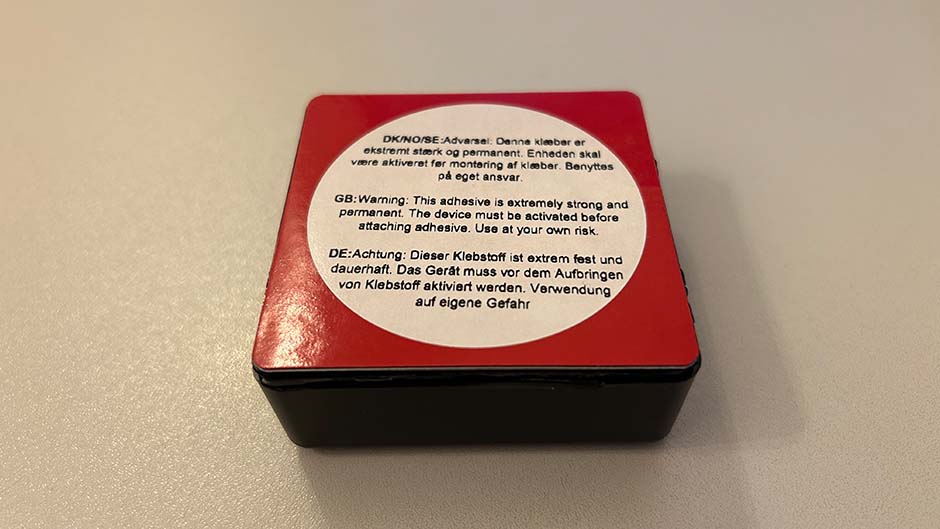 DK/NO/SE:Advarsel: Denne klæber er
ekstremt stærk og permanent. Enheden skal
være aktiveret før montering af klæber. Benyttes
på eget ansvar.
GB:Warning: This adhesive is extremely strong and
permanent. The device must be activated before
attaching adhesive. Use at your own risk.
DE:Achtung: Dieser Klebstoff ist extrem fest und
dauerhaft. Das Gerät muss vor dem Aufbringen
von Klebstoff aktiviert werden. Verwendung
auf eigene Gefahr